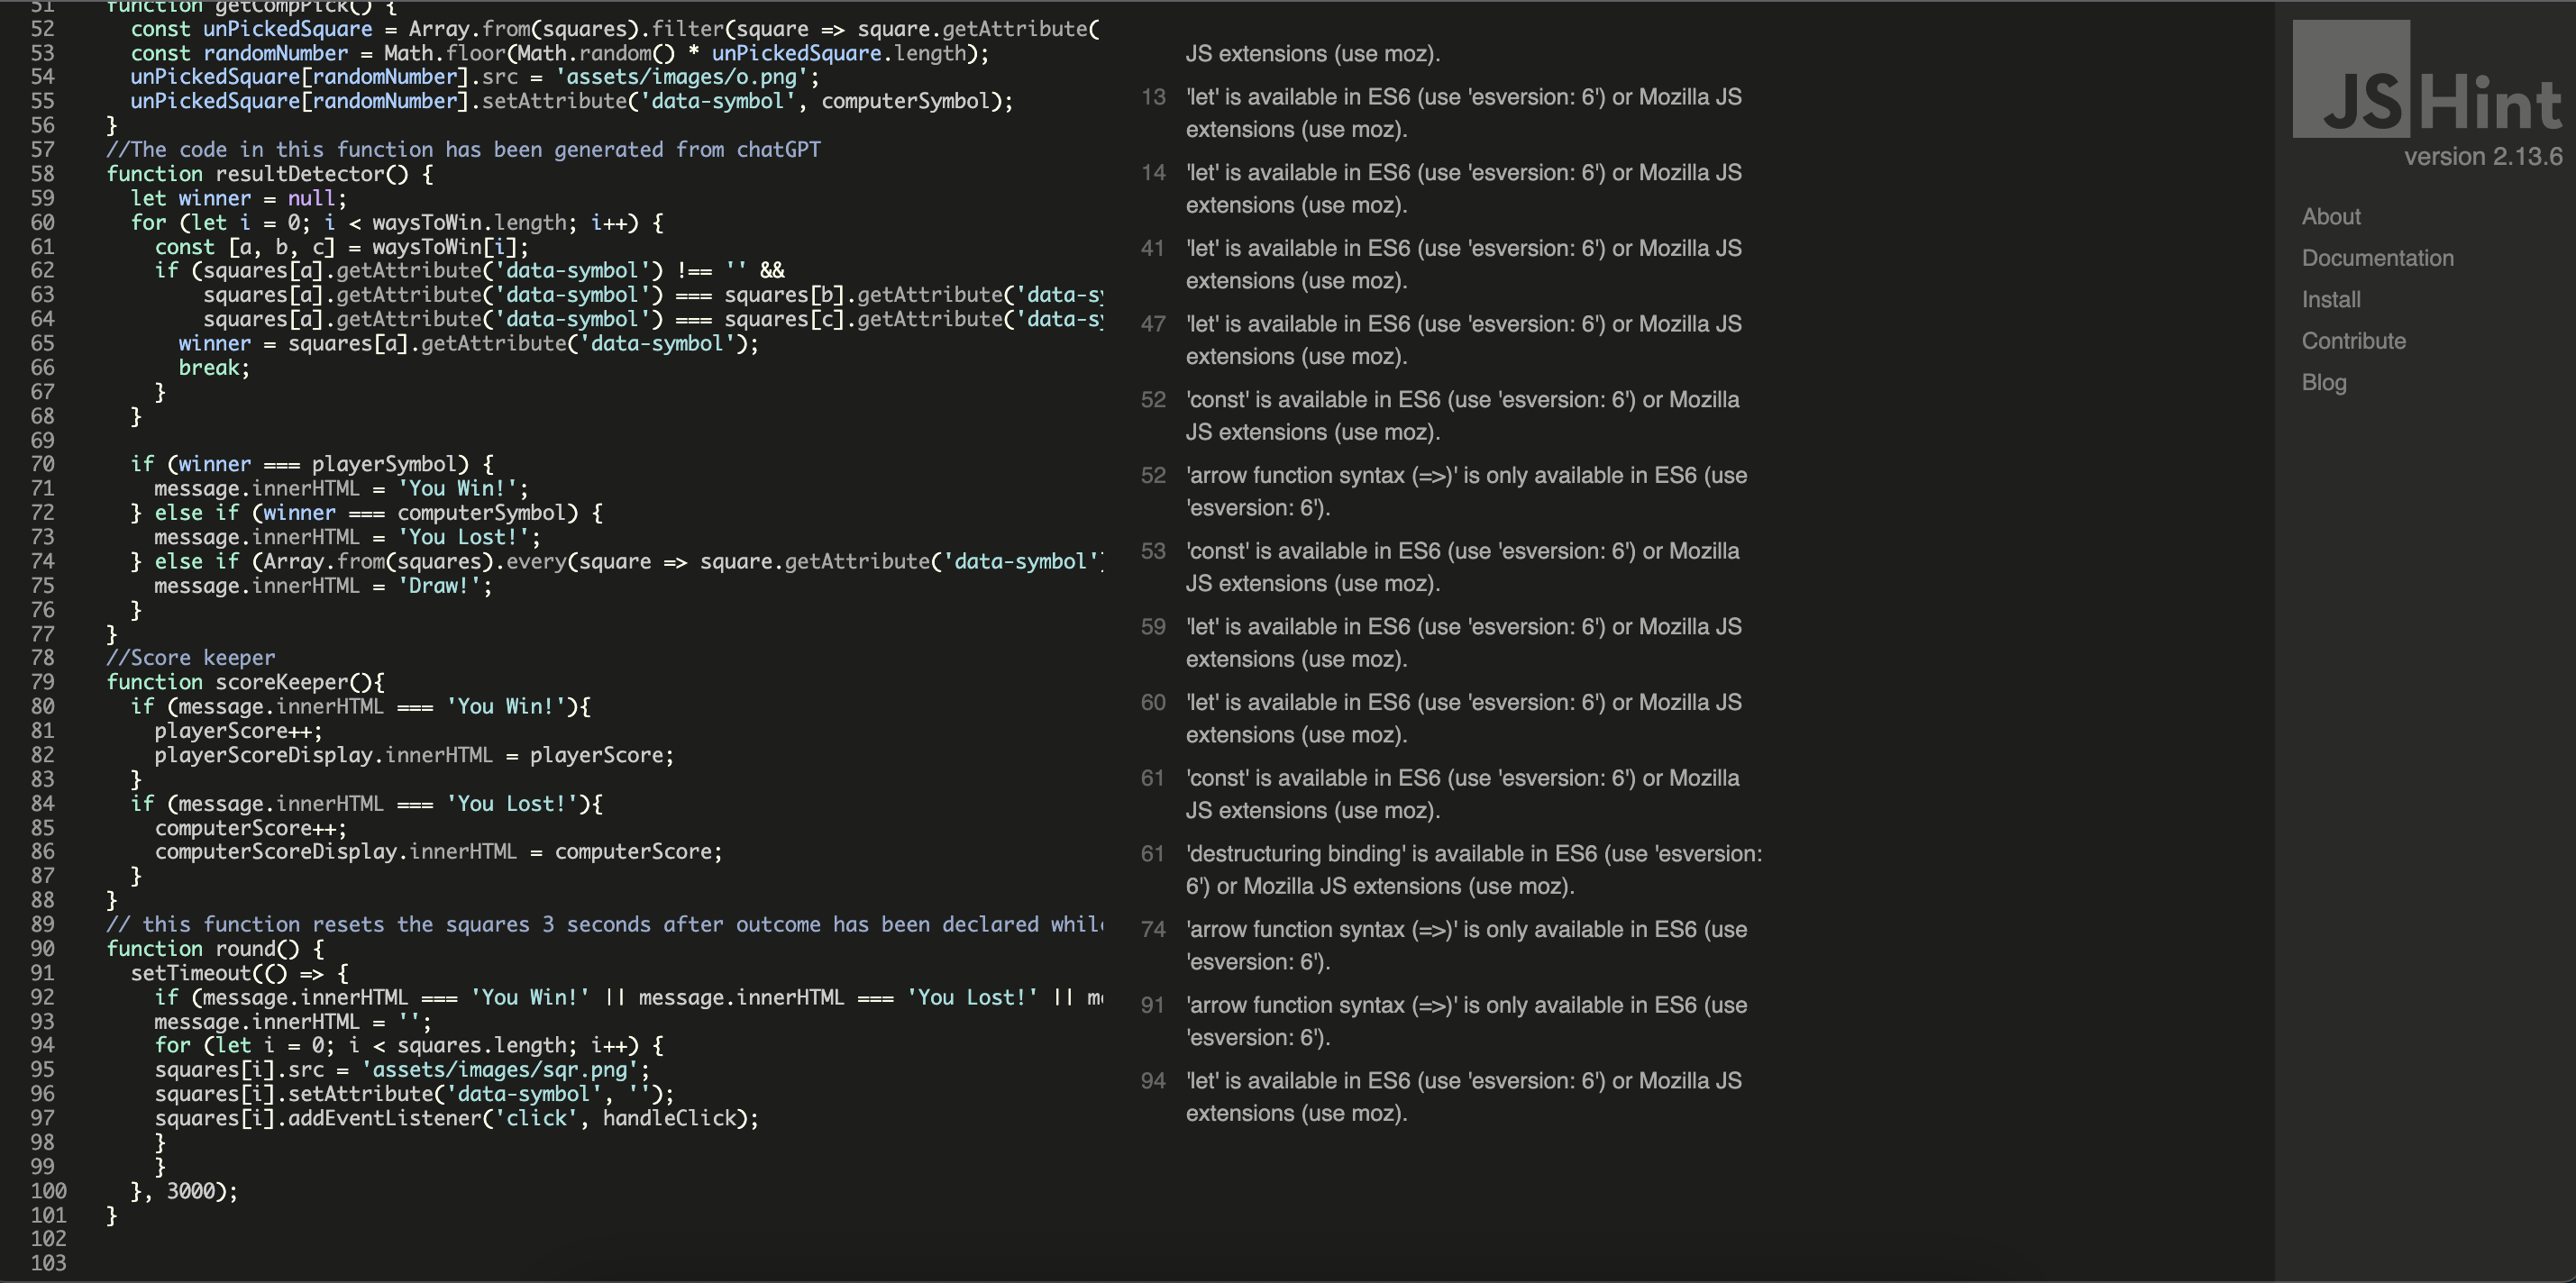 51 function getCompPick() {
52 const unPickedSquare = Array.from(squares).filter(square => square.getAttribute(
53 const randomNumber = Math.floor(Math.random() * unPickedSquare.length);
54 unPickedSquare[randomNumber].src = 'assets/images/o.png';
55 unPickedSquare[randomNumber].setAttribute('data-symbol', computerSymbol);
56 }
57 //The code in this function has been generated from chatGPT
58 function resultDetector() {
59 let winner = null;
60 for (let i = 0; i < waysToWin.length; i++) {
61 const [a, b, c] = waysToWin[i];
62 if (squares[a].getAttribute('data-symbol') !== '' &&
63 squares[a].getAttribute('data-symbol') === squares[b].getAttribute('data-sy
64 squares[a].getAttribute('data-symbol') === squares[c].getAttribute('data-sy
65 winner = squares[a].getAttribute('data-symbol');
66 break;
67 }
68 }
69
70 if (winner === playerSymbol) {
71 message.innerHTML = 'You Win!';
72 } else if (winner === computerSymbol) {
73 message.innerHTML = 'You Lost!';
74 } else if (Array.from(squares).every(square => square.getAttribute('data-symbol')
75 message.innerHTML = 'Draw!';
76 }
77 }
78 //Score keeper
79 function scoreKeeper(){
80 if (message.innerHTML === 'You Win!'){
81 playerScore++;
82 playerScoreDisplay.innerHTML = playerScore;
83 }
84 if (message.innerHTML === 'You Lost!'){
85 computerScore++;
86 computerScoreDisplay.innerHTML = computerScore;
87 }
88 }
89 // this function resets the squares 3 seconds after outcome has been declared while
90 function round() {
91 setTimeout(() => {
92 if (message.innerHTML === 'You Win!' || message.innerHTML === 'You Lost!' || me
93 message.innerHTML = '';
94 for (let i = 0; i < squares.length; i++) {
95 squares[i].src = 'assets/images/sqr.png';
96 squares[i].setAttribute('data-symbol', '');
97 squares[i].addEventListener('click', handleClick);
98 }
99 }
100 }, 3000);
101 }
102
103
JS extensions (use moz).
13 'let' is available in ES6 (use 'esversion: 6') or Mozilla JS
extensions (use moz).
14 'let' is available in ES6 (use 'esversion: 6') or Mozilla JS
extensions (use moz).
41 'let' is available in ES6 (use 'esversion: 6') or Mozilla JS
extensions (use moz).
47 'let' is available in ES6 (use 'esversion: 6') or Mozilla JS
extensions (use moz).
52 'const' is available in ES6 (use 'esversion: 6') or Mozilla
JS extensions (use moz).
52 'arrow function syntax (=>)' is only available in ES6 (use
'esversion: 6').
53 'const' is available in ES6 (use 'esversion: 6') or Mozilla
JS extensions (use moz).
59 'let' is available in ES6 (use 'esversion: 6') or Mozilla JS
extensions (use moz).
60 'let' is available in ES6 (use 'esversion: 6') or Mozilla JS
extensions (use moz).
61 'const' is available in ES6 (use 'esversion: 6') or Mozilla
JS extensions (use moz).
61 'destructuring binding' is available in ES6 (use 'esversion:
6') or Mozilla JS extensions (use moz).
74 'arrow function syntax (=>)' is only available in ES6 (use
'esversion: 6').
91 'arrow function syntax (=>)' is only available in ES6 (use
'esversion: 6').
94 'let' is available in ES6 (use 'esversion: 6') or Mozilla JS
extensions (use moz).
JSHint
version 2.13.6
About
Documentation
Install
Contribute
Blog